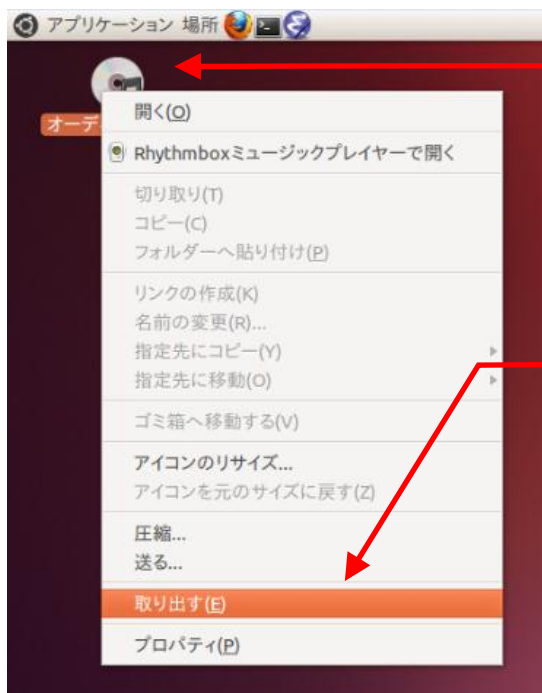 アプリケーション 場所
オーデ
開く(O)
Rhythmboxミュージックプレイヤーで開く
切り取り(T)
コピー(C)
フォルダーへ貼り付け(P)
リンクの作成(K)
名前の変更(R)...
指定先にコピー(Y)
指定先に移動(O)
ゴミ箱へ移動する(V)
アイコンのリサイズ...
アイコンを元のサイズに戻す(Z)
圧縮...
送る...
取り出す(E)
プロパティ(P)